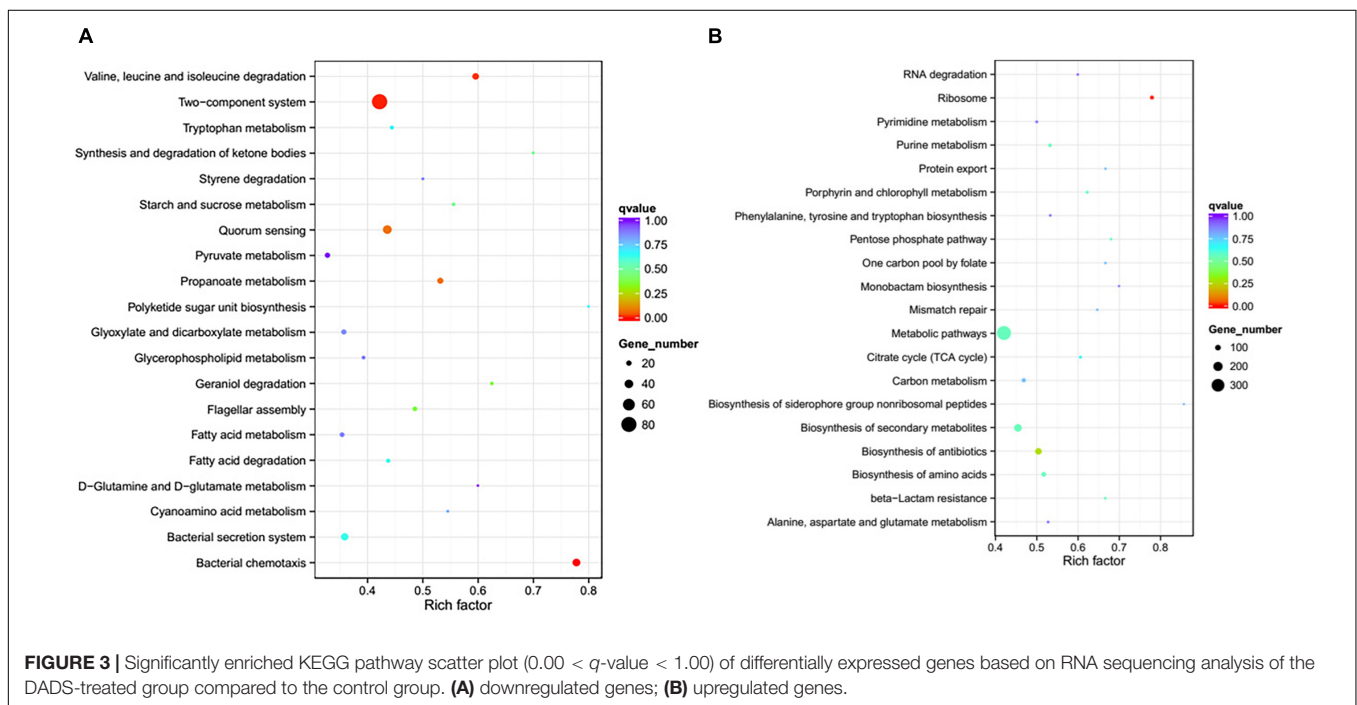 A
Valine, leucine and isoleucine degradation
Two−component system
Tryptophan metabolism
Synthesis and degradation of ketone bodies
Styrene degradation
Starch and sucrose metabolism
Quorum sensing
Pyruvate metabolism
Propanoate metabolism
Polyketide sugar unit biosynthesis
Glyoxylate and dicarboxylate metabolism
Glycerophospholipid metabolism
Geraniol degradation
Flagellar assembly
Fatty acid metabolism
Fatty acid degradation
D−Glutamine and D−glutamate metabolism
Cyanoamino acid metabolism
Bacterial secretion system
Bacterial chemotaxis
0.4 0.5 0.6 0.7 0.8
Rich factor
qvalue
1.00
0.75
0.50
0.25
0.00
Gene_number
20
40
60
80
B
RNA degradation
Ribosome
Pyrimidine metabolism
Purine metabolism
Protein export
Porphyrin and chlorophyll metabolism
Phenylalanine, tyrosine and tryptophan biosynthesis
Pentose phosphate pathway
One carbon pool by folate
Monobactam biosynthesis
Mismatch repair
Metabolic pathways
Citrate cycle (TCA cycle)
Carbon metabolism
Biosynthesis of siderophore group nonribosomal peptides
Biosynthesis of secondary metabolites
Biosynthesis of antibiotics
Biosynthesis of amino acids
beta−Lactam resistance
Alanine, aspartate and glutamate metabolism
0.4 0.5 0.6 0.7 0.8
Rich factor
qvalue
1.00
0.75
0.50
0.25
0.00
Gene_number
100
200
300
FIGURE 3 | Significantly enriched KEGG pathway scatter plot (0.00 < q-value < 1.00) of differentially expressed genes based on RNA sequencing analysis of the
DADS-treated group compared to the control group. (A) downregulated genes; (B) upregulated genes.